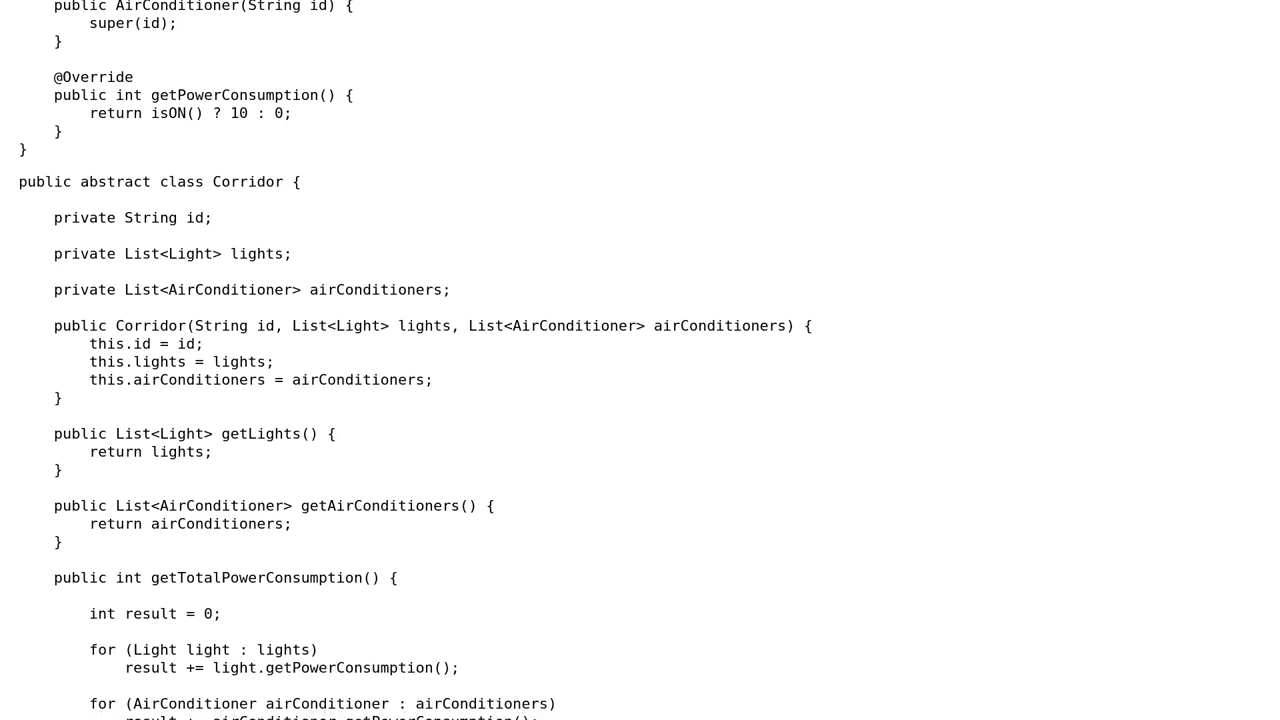 public AirConditioner(String id) {
super(id);
}
@Override
public int getPowerConsumption() {
return isON() ? 10 : 0;
}
}
public abstract class Corridor {
private String id;
private List<Light> lights;
private List<AirConditioner> airConditioners;
public Corridor(String id, List<Light> lights, List<AirConditioner> airConditioners) {
this.id = id;
this.lights = lights;
this.airConditioners = airConditioners;
}
public List<Light> getLights() {
return lights;
}
public List<AirConditioner> getAirConditioners() {
return airConditioners;
}
public int getTotalPowerConsumption() {
int result = 0;
for (Light light : lights)
result += light.getPowerConsumption();
for (AirConditioner airConditioner : airConditioners)
result += airConditioner.getPowerConsumption();